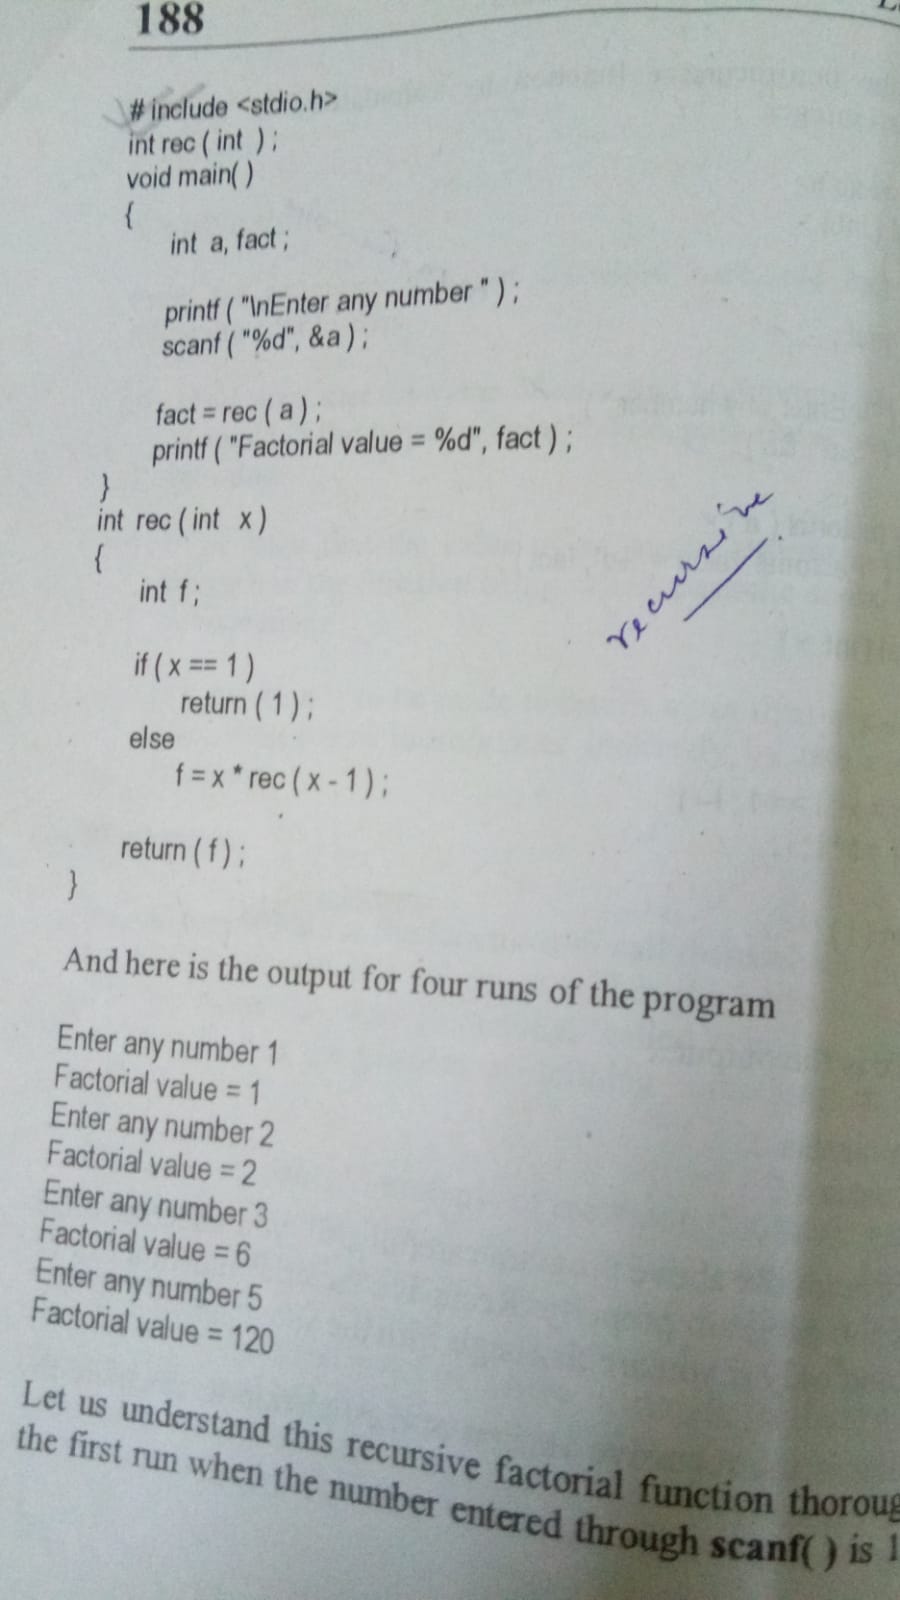 188
# include <stdio.h>
int rec ( int ) ;
void main( )
{
int a, fact ;
printf ( "\nEnter any number " ) ;
scanf ( "%d", &a ) ;
fact = rec ( a ) ;
printf ( "Factorial value = %d", fact ) ;
}
int rec ( int x )
{
int f ;
recursive
if ( x == 1 )
return ( 1 ) ;
else
f = x * rec ( x - 1 ) ;
return ( f ) ;
}
And here is the output for four runs of the program
Enter any number 1
Factorial value = 1
Enter any number 2
Factorial value = 2
Enter any number 3
Factorial value = 6
Enter any number 5
Factorial value = 120
Let us understand this recursive factorial function thoroug
the first run when the number entered through scanf( ) is 1